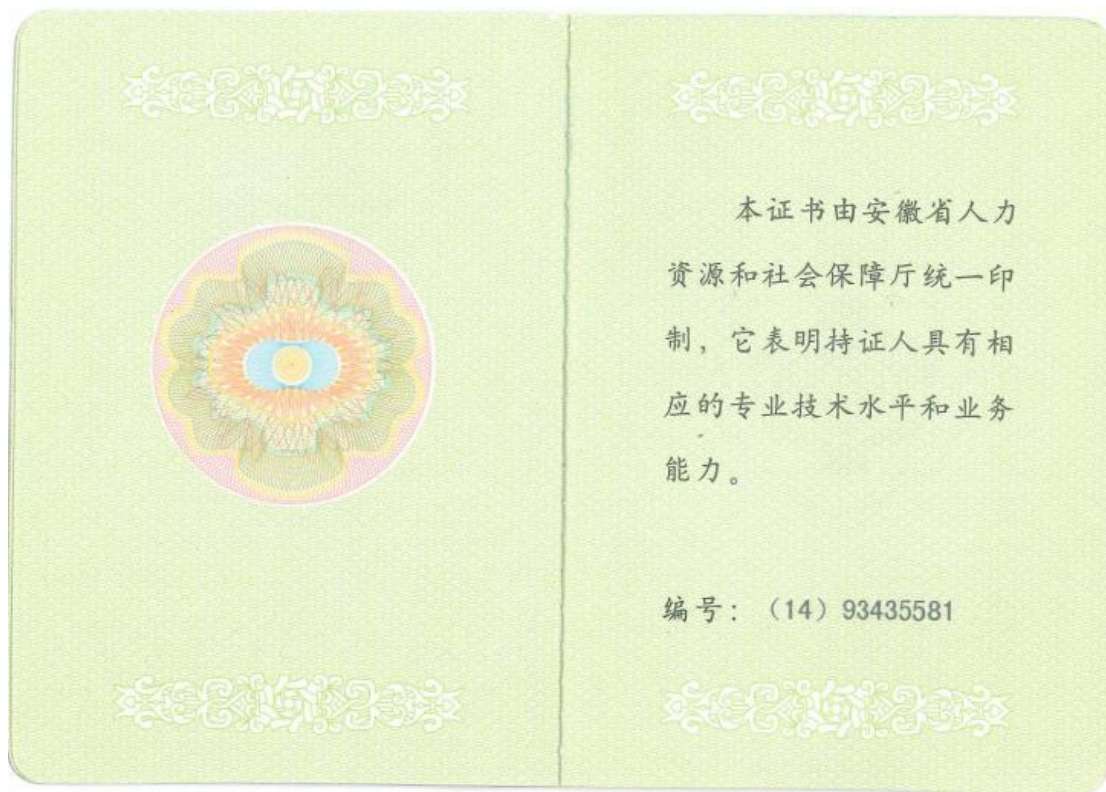 本证书由安徽省人力
资源和社会保障厅统一印
制，它表明持证人具有相
应的专业技术水平和业务
能力。
编号：（14）93435581